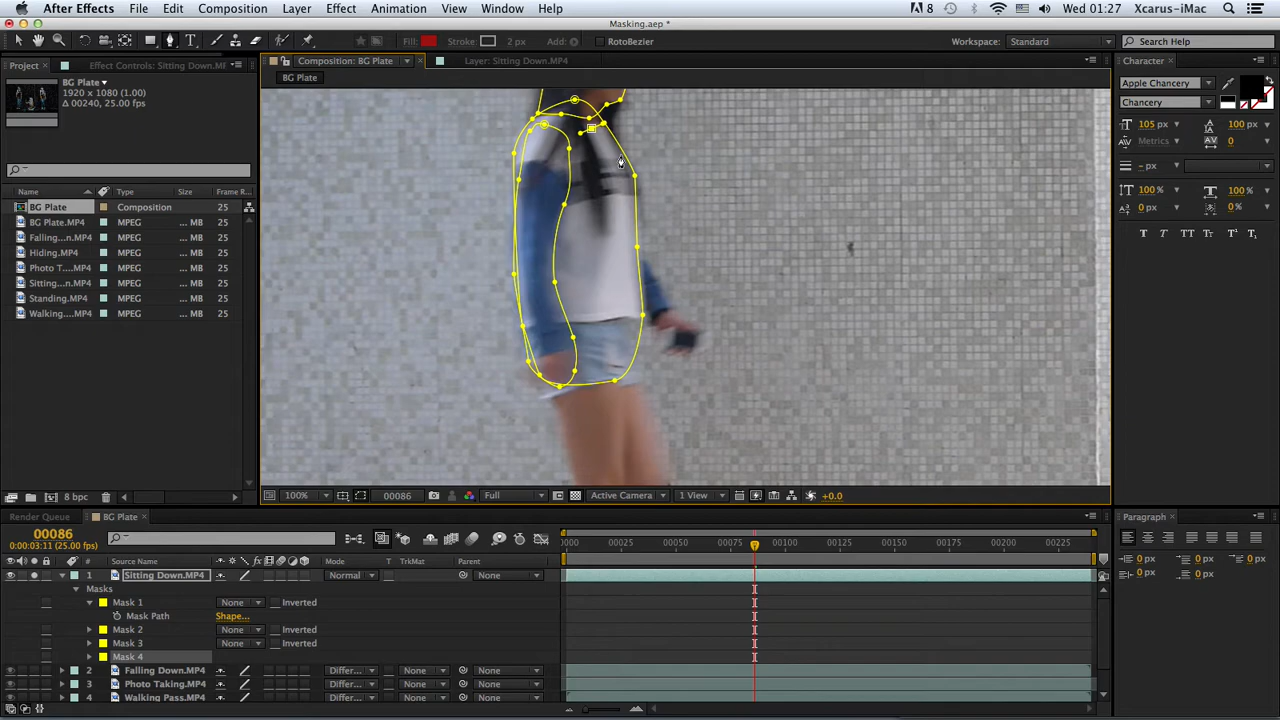 After Effects File Edit Composition Layer Effect Animation View Window Help 8 Wed 01:27 Xcarus-iMac
Masking.aep *
Fill: Stroke: 2 px Add: RotoBezier Workspace: Standard Search Help
Project Effect Controls: Sitting Down.MI
BG Plate
1920 x 1080 (1.00)
Δ 00240, 25.00 fps
Name Type Size Frame R...
BG Plate Composition 25
BG Plate.MP4 MPEG ... MB 25
Falling...n.MP4 MPEG ... MB 25
Hiding.MP4 MPEG ... MB 25
Photo T....MP4 MPEG ... MB 25
Sitting...n.MP4 MPEG ... MB 25
Standing.MP4 MPEG ... MB 25
Walking....MP4 MPEG ... MB 25
8 bpc
Composition: BG Plate Layer: Sitting Down.MP4
BG Plate
100% 00086 Full Active Camera 1 View +0.0
Character
Apple Chancery
Chancery
105 px 100 px
Metrics 0
- px
100% 100%
0 px 0 %
T T TT Tт T¹ T₁
Render Queue BG Plate
00086
0:00:03:11 (25.00 fps)
0000 00025 00050 00075 00100 00125 00150 00175 00200 00225
# Source Name Mode T TrkMat Parent
1 Sitting Down.MP4 Normal None
Masks
Mask 1 None Inverted
Mask Path Shape...
Mask 2 None Inverted
Mask 3 None Inverted
Mask 4
2 Falling Down.MP4 Differ... None None
3 Photo Taking.MP4 Differ... None None
4 Walking Pass.MP4 Differ... None None
Paragraph
0 px 0 px 0 px
0 px 0 px